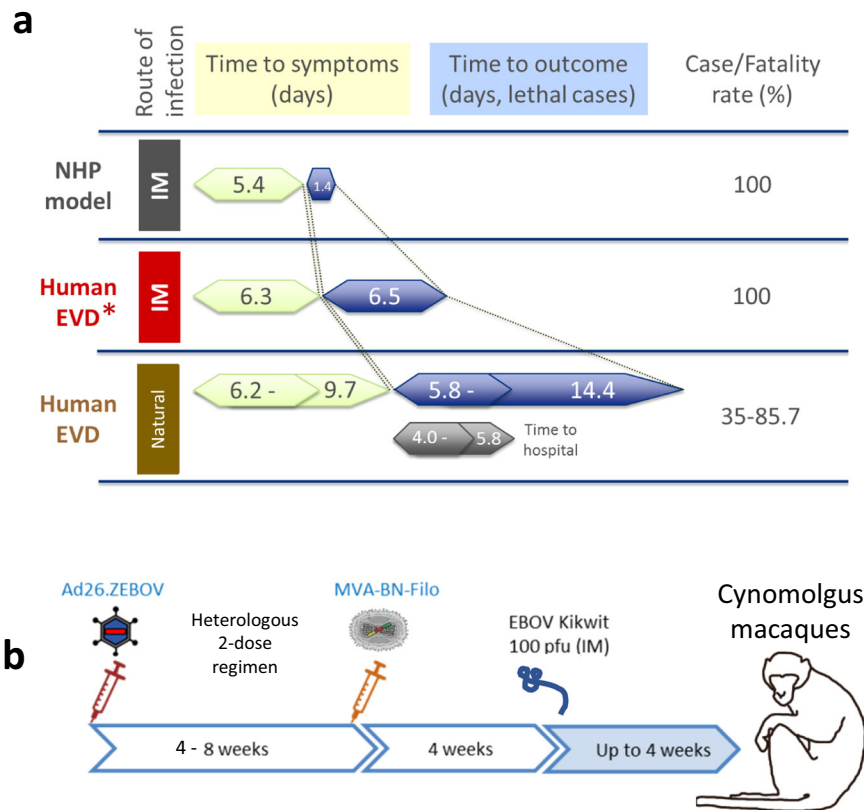 a
Route of
infection
Time to symptoms
(days)
Time to outcome
(days, lethal cases)
Case/Fatality
rate (%)
NHP
model
IM
5.4
1.4
100
Human
EVD*
IM
6.3
6.5
100
Human
EVD
Natural
6.2 -
9.7
5.8 -
14.4
35-85.7
4.0 -
5.8
Time to
hospital
b
Ad26.ZEBOV
Heterologous
2-dose
regimen
MVA-BN-Filo
EBOV Kikwit
100 pfu (IM)
Cynomolgus
macaques
4 - 8 weeks
4 weeks
Up to 4 weeks